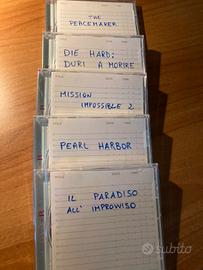 THE
PEACEMAKER
DIE HARD:
DURI A MORIRE
MISSION
IMPOSSIBLE 2
PEARL HARBOR
IL PARADISO
ALL' IMPROVVISO
subito